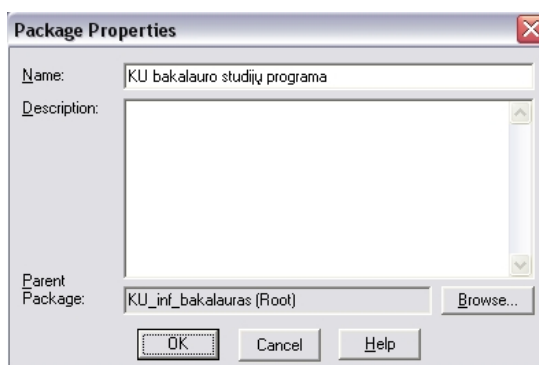 Package Properties
Name: KU bakalauro studijų programa
Description:
Parent
Package: KU_inf_bakalauras (Root) Browse...
OK Cancel Help